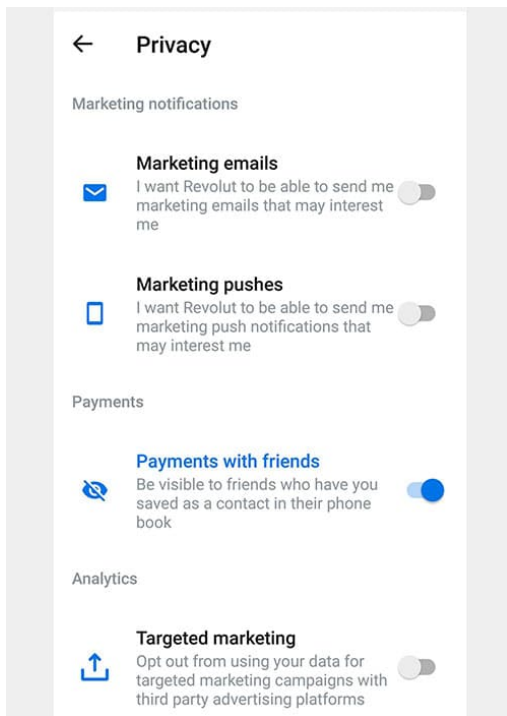 Privacy
Marketing notifications
Marketing emails
I want Revolut to be able to send me
marketing emails that may interest
me
Marketing pushes
I want Revolut to be able to send me
marketing push notifications that
may interest me
Payments
Payments with friends
Be visible to friends who have you
saved as a contact in their phone
book
Analytics
Targeted marketing
Opt out from using your data for
targeted marketing campaigns with
third party advertising platforms